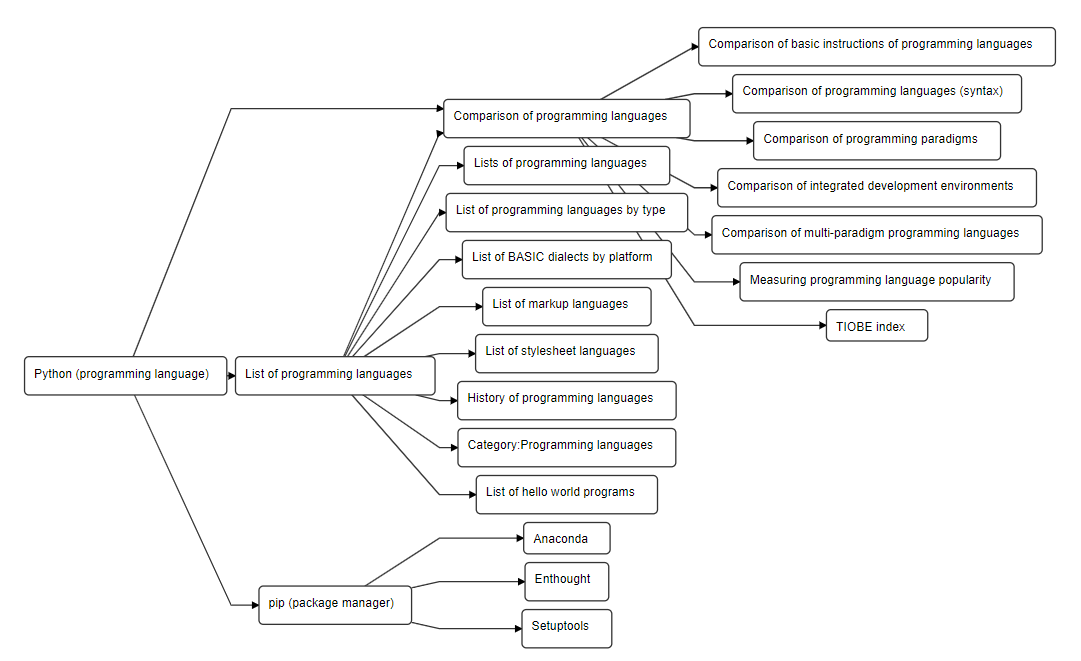 Comparison of basic instructions of programming languages
Comparison of programming languages (syntax)
Comparison of programming languages
Comparison of programming paradigms
Lists of programming languages
Comparison of integrated development environments
List of programming languages by type
Comparison of multi-paradigm programming languages
List of BASIC dialects by platform
Measuring programming language popularity
List of markup languages
TIOBE index
List of stylesheet languages
Python (programming language)
List of programming languages
History of programming languages
Category:Programming languages
List of hello world programs
Anaconda
Enthought
pip (package manager)
Setuptools